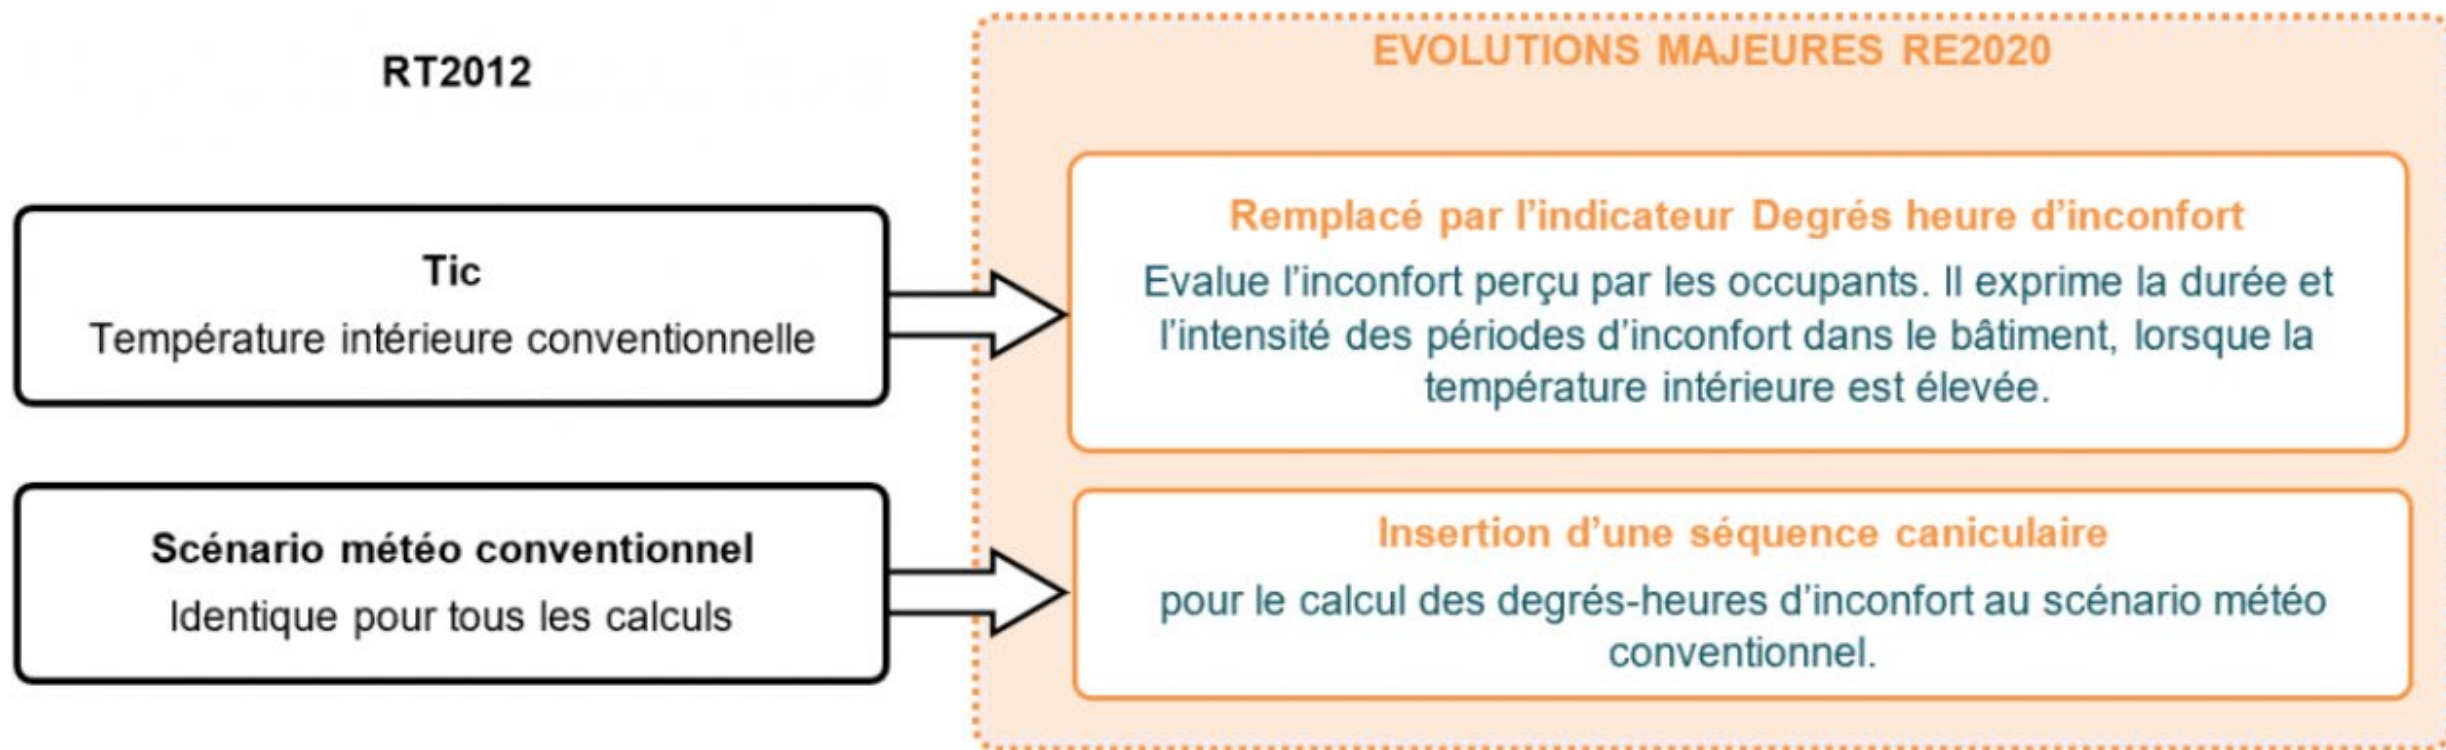 RT2012
EVOLUTIONS MAJEURES RE2020
Tic
Température intérieure conventionnelle
Remplacé par l'indicateur Degrés heure d'inconfort
Evalue l'inconfort perçu par les occupants. Il exprime la durée et
l'intensité des périodes d'inconfort dans le bâtiment, lorsque la
température intérieure est élevée.
Scénario météo conventionnel
Identique pour tous les calculs
Insertion d'une séquence caniculaire
pour le calcul des degrés-heures d'inconfort au scénario météo
conventionnel.